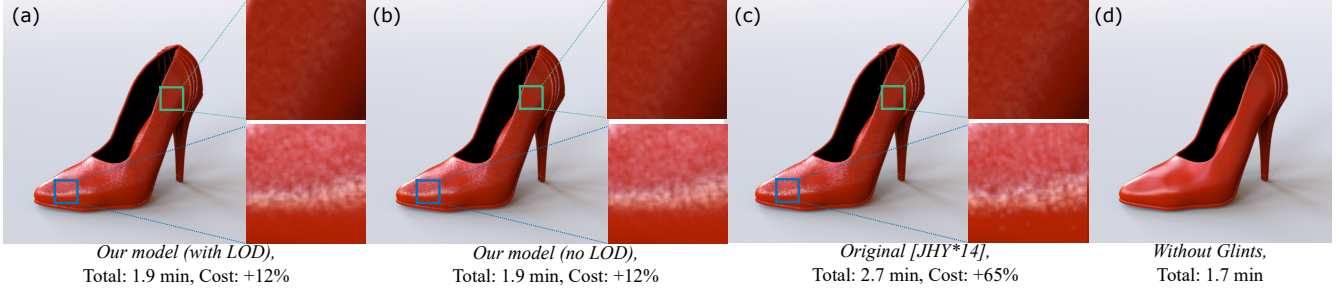 (a)
(b)
(c)
(d)
Our model (with LOD),
Total: 1.9 min, Cost: +12%
Our model (no LOD),
Total: 1.9 min, Cost: +12%
Original [JHY*14],
Total: 2.7 min, Cost: +65%
Without Glints,
Total: 1.7 min